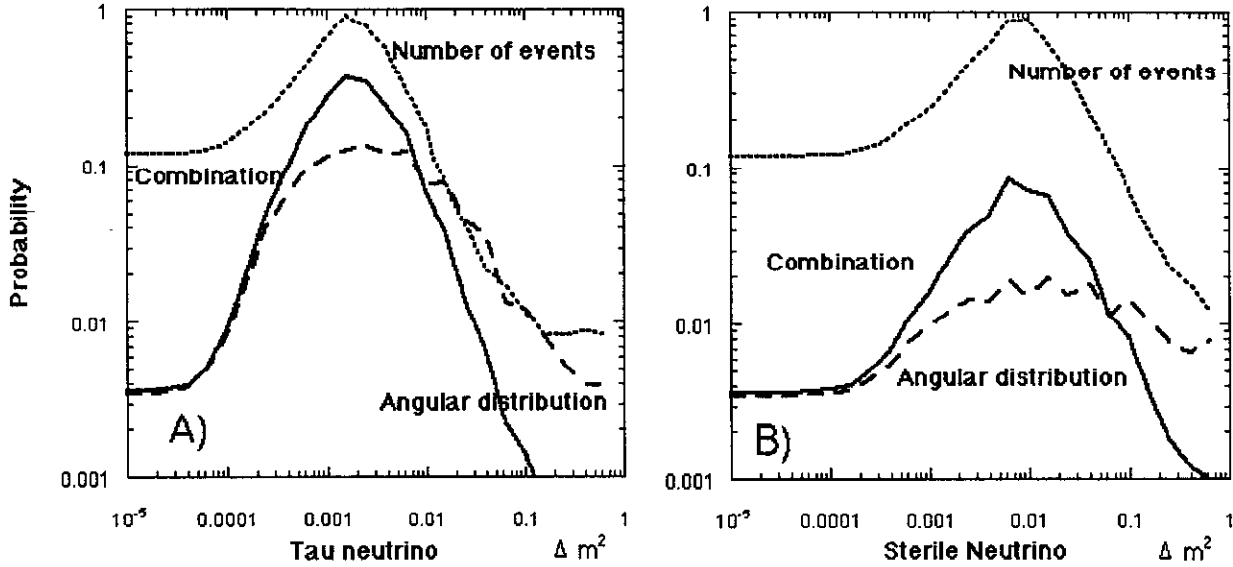 1
Number of events
0.1
Combination
Probability
0.01
Angular distribution
A)
0.001
10⁻⁵ 0.0001 0.001 0.01 0.1 1
Tau neutrino Δ m²
1
Number of events
0.1
Combination
0.01
Angular distribution
B)
0.001
10⁻⁵ 0.0001 0.001 0.01 0.1 1
Sterile Neutrino Δ m²